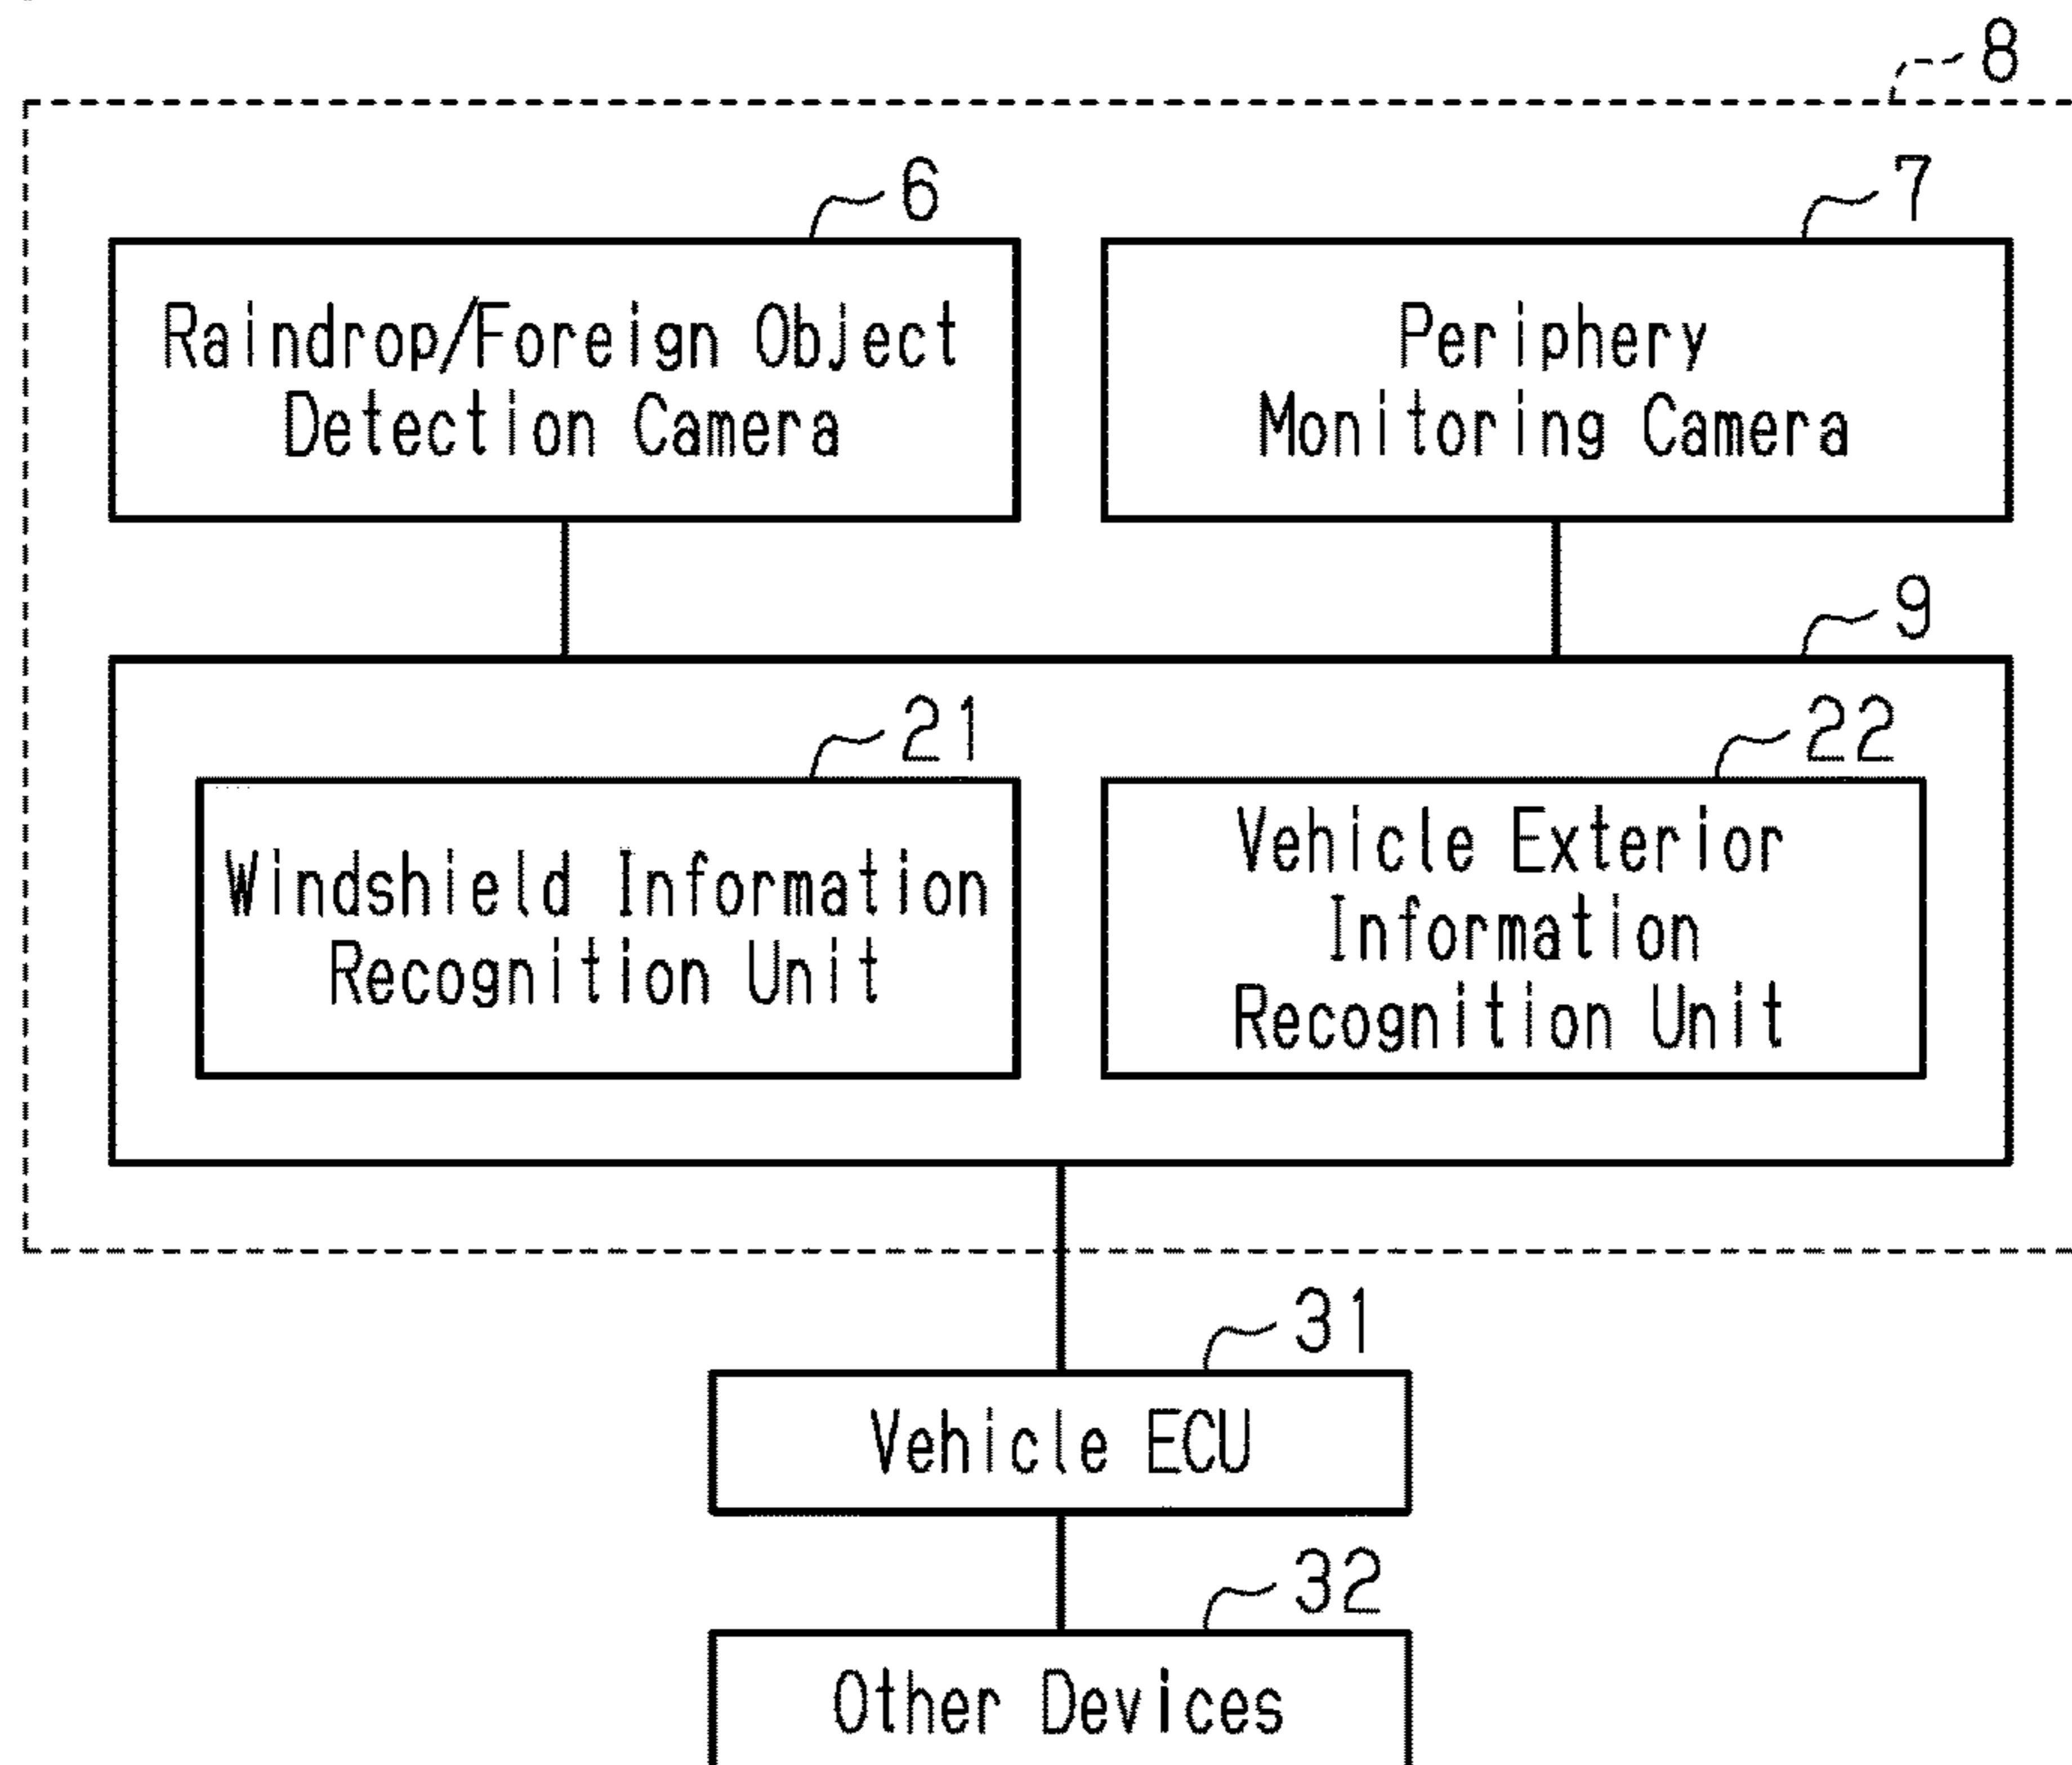 8
6
7
Raindrop/Foreign Object
Detection Camera
Periphery
Monitoring Camera
9
21
22
Windshield Information
Recognition Unit
Vehicle Exterior
Information
Recognition Unit
31
Vehicle ECU
32
Other Devices